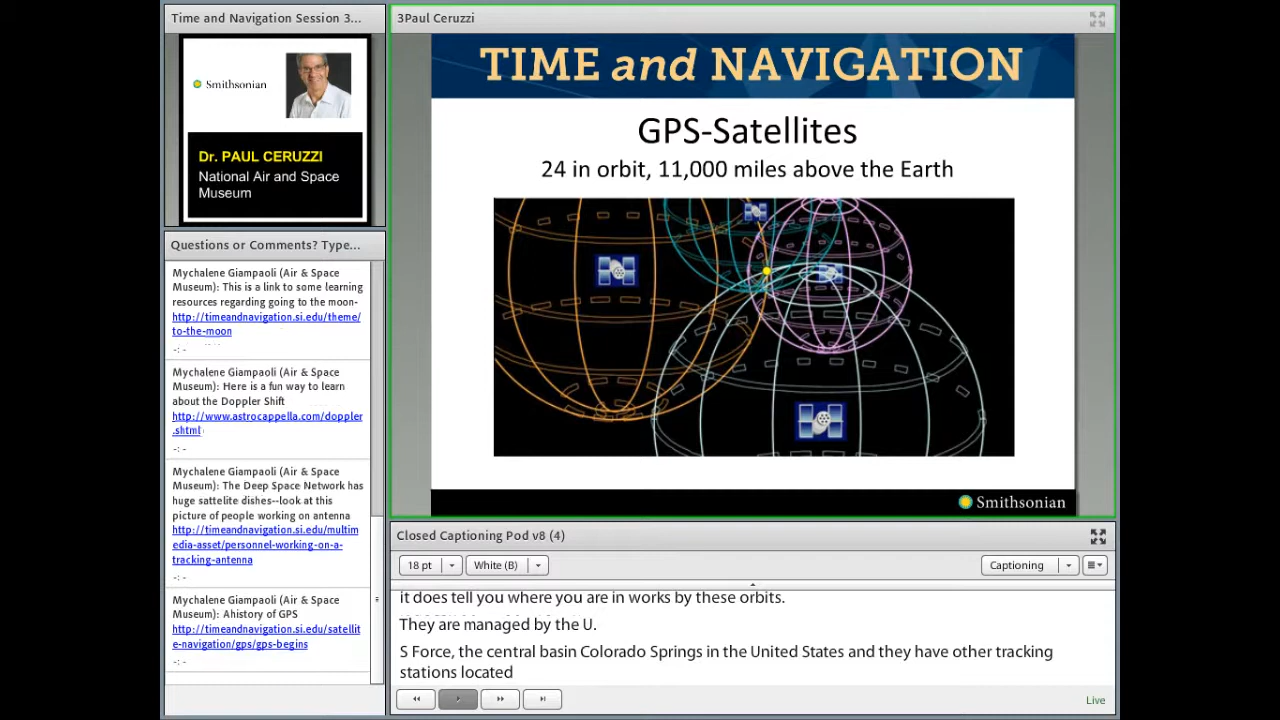 Time and Navigation Session 3...
Smithsonian
Dr. PAUL CERUZZI
National Air and Space
Museum
Questions or Comments? Type...
Mychalene Giampaoli (Air & Space
Museum): This is a link to some learning
resources regarding going to the moon-
http://timeandnavigation.si.edu/theme/
to-the-moon
-: -
Mychalene Giampaoli (Air & Space
Museum): Here is a fun way to learn
about the Doppler Shift
http://www.astrocappella.com/doppler
.shtml
-: -
Mychalene Giampaoli (Air & Space
Museum): The Deep Space Network has
huge sattelite dishes--look at this
picture of people working on antenna
http://timeandnavigation.si.edu/multim
edia-asset/personnel-working-on-a-
tracking-antenna
-: -
Mychalene Giampaoli (Air & Space
Museum): Ahistory of GPS
http://timeandnavigation.si.edu/satellit
e-navigation/gps/gps-begins
-: -
3Paul Ceruzzi
TIME and NAVIGATION
GPS-Satellites
24 in orbit, 11,000 miles above the Earth
Smithsonian
Closed Captioning Pod v8 (4)
18 pt White (B) Captioning
it does tell you where you are in works by these orbits.
They are managed by the U.
S Force, the central basin Colorado Springs in the United States and they have other tracking
stations located
Live